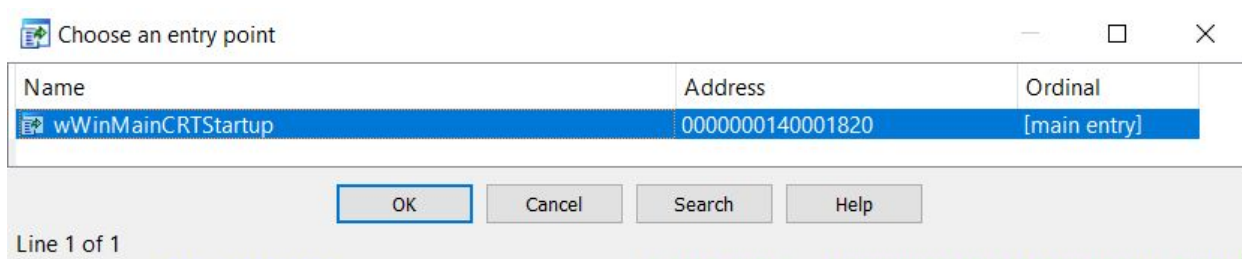 Choose an entry point
Name Address Ordinal
wWinMainCRTStartup 0000000140001820 [main entry]
OK Cancel Search Help
Line 1 of 1